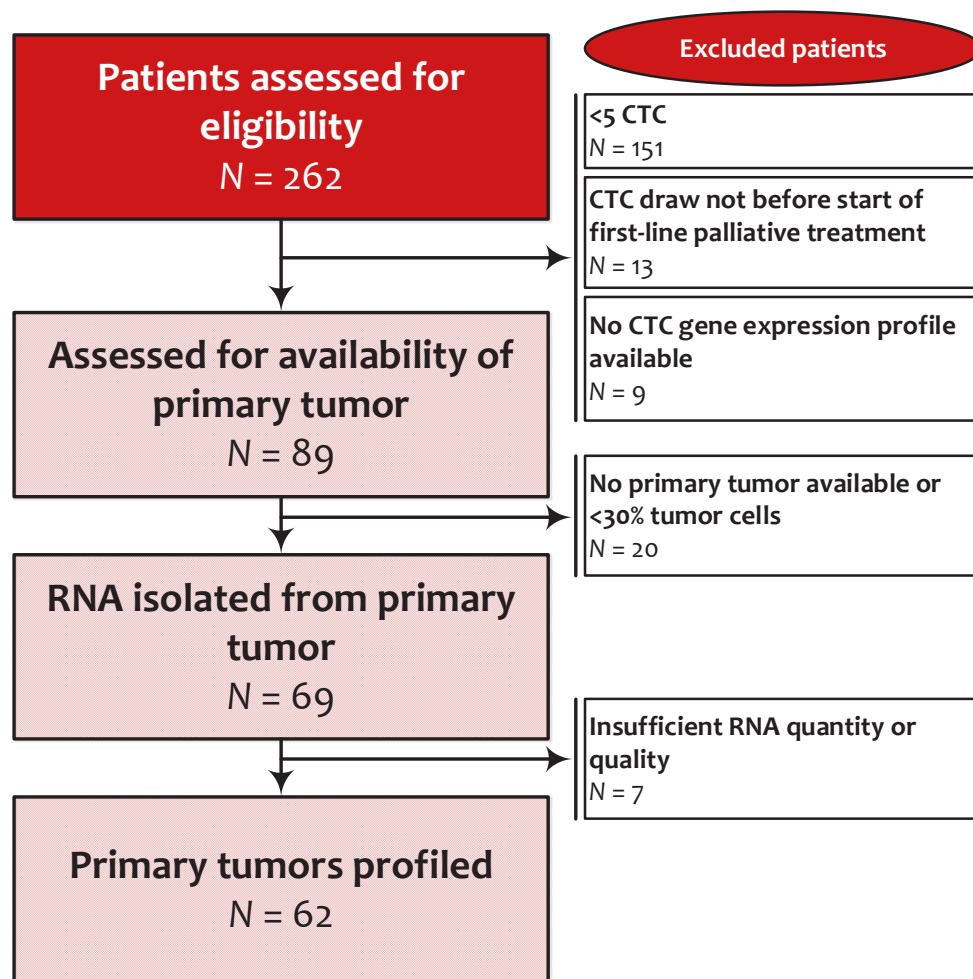 Patients assessed for
eligibility
N = 262
Excluded patients
<5 CTC
N = 151
CTC draw not before start of
first-line palliative treatment
N = 13
No CTC gene expression profile
available
N = 9
Assessed for availability of
primary tumor
N = 89
No primary tumor available or
<30% tumor cells
N = 20
RNA isolated from primary
tumor
N = 69
Insufficient RNA quantity or
quality
N = 7
Primary tumors profiled
N = 62